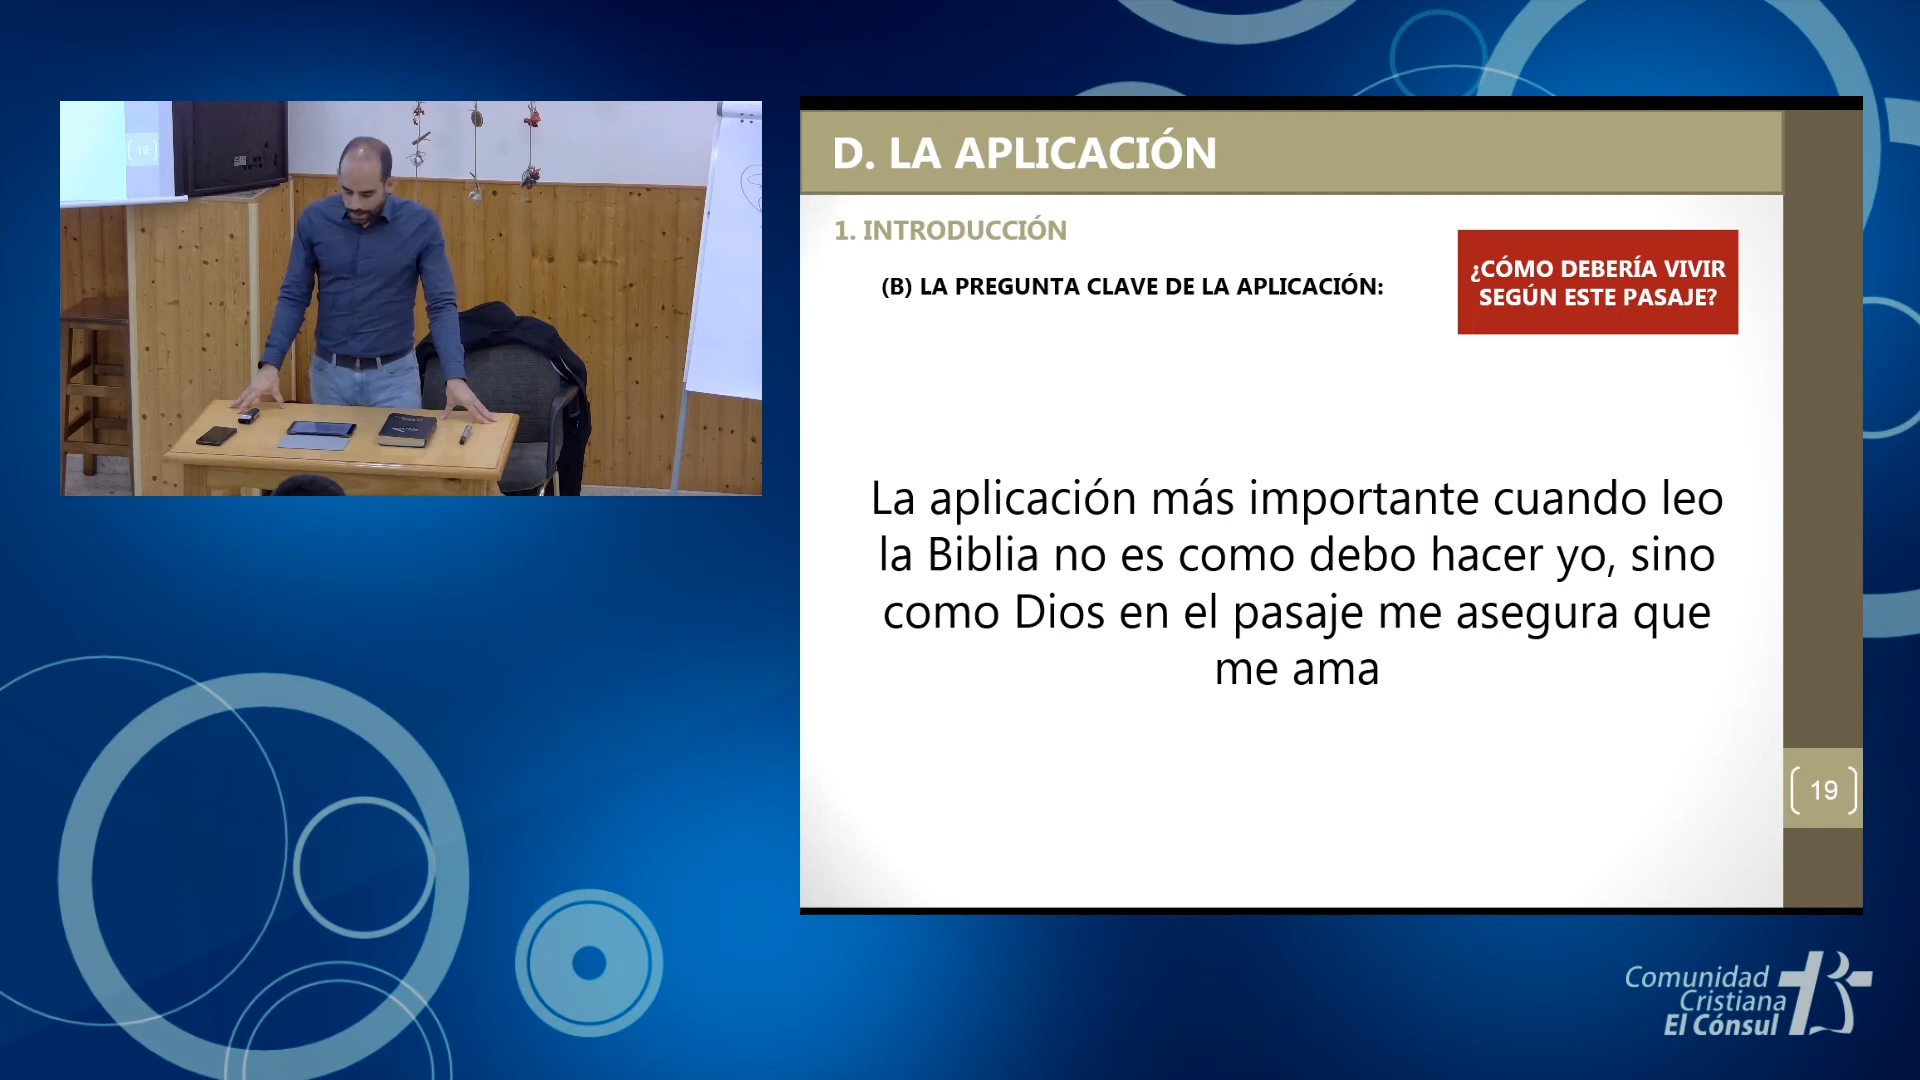 D. LA APLICACIÓN
1. INTRODUCCIÓN
(B) LA PREGUNTA CLAVE DE LA APLICACIÓN:
¿CÓMO DEBERÍA VIVIR
SEGÚN ESTE PASAJE?
La aplicación más importante cuando leo
la Biblia no es como debo hacer yo, sino
como Dios en el pasaje me asegura que
me ama
19
19
Comunidad
Cristiana
El Cónsul